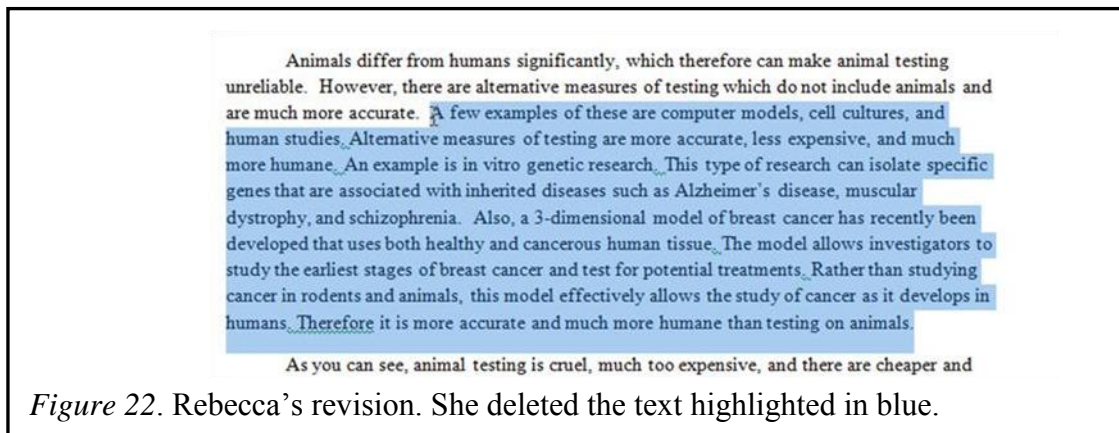 Animals differ from humans significantly, which therefore can make animal testing
unreliable.  However, there are alternative measures of testing which do not include animals and
are much more accurate.  A few examples of these are computer models, cell cultures, and
human studies. Alternative measures of testing are more accurate, less expensive, and much
more humane. An example is in vitro genetic research. This type of research can isolate specific
genes that are associated with inherited diseases such as Alzheimer's disease, muscular
dystrophy, and schizophrenia.  Also, a 3-dimensional model of breast cancer has recently been
developed that uses both healthy and cancerous human tissue. The model allows investigators to
study the earliest stages of breast cancer and test for potential treatments. Rather than studying
cancer in rodents and animals, this model effectively allows the study of cancer as it develops in
humans. Therefore it is more accurate and much more humane than testing on animals.
As you can see, animal testing is cruel, much too expensive, and there are cheaper and
Figure 22. Rebecca's revision. She deleted the text highlighted in blue.